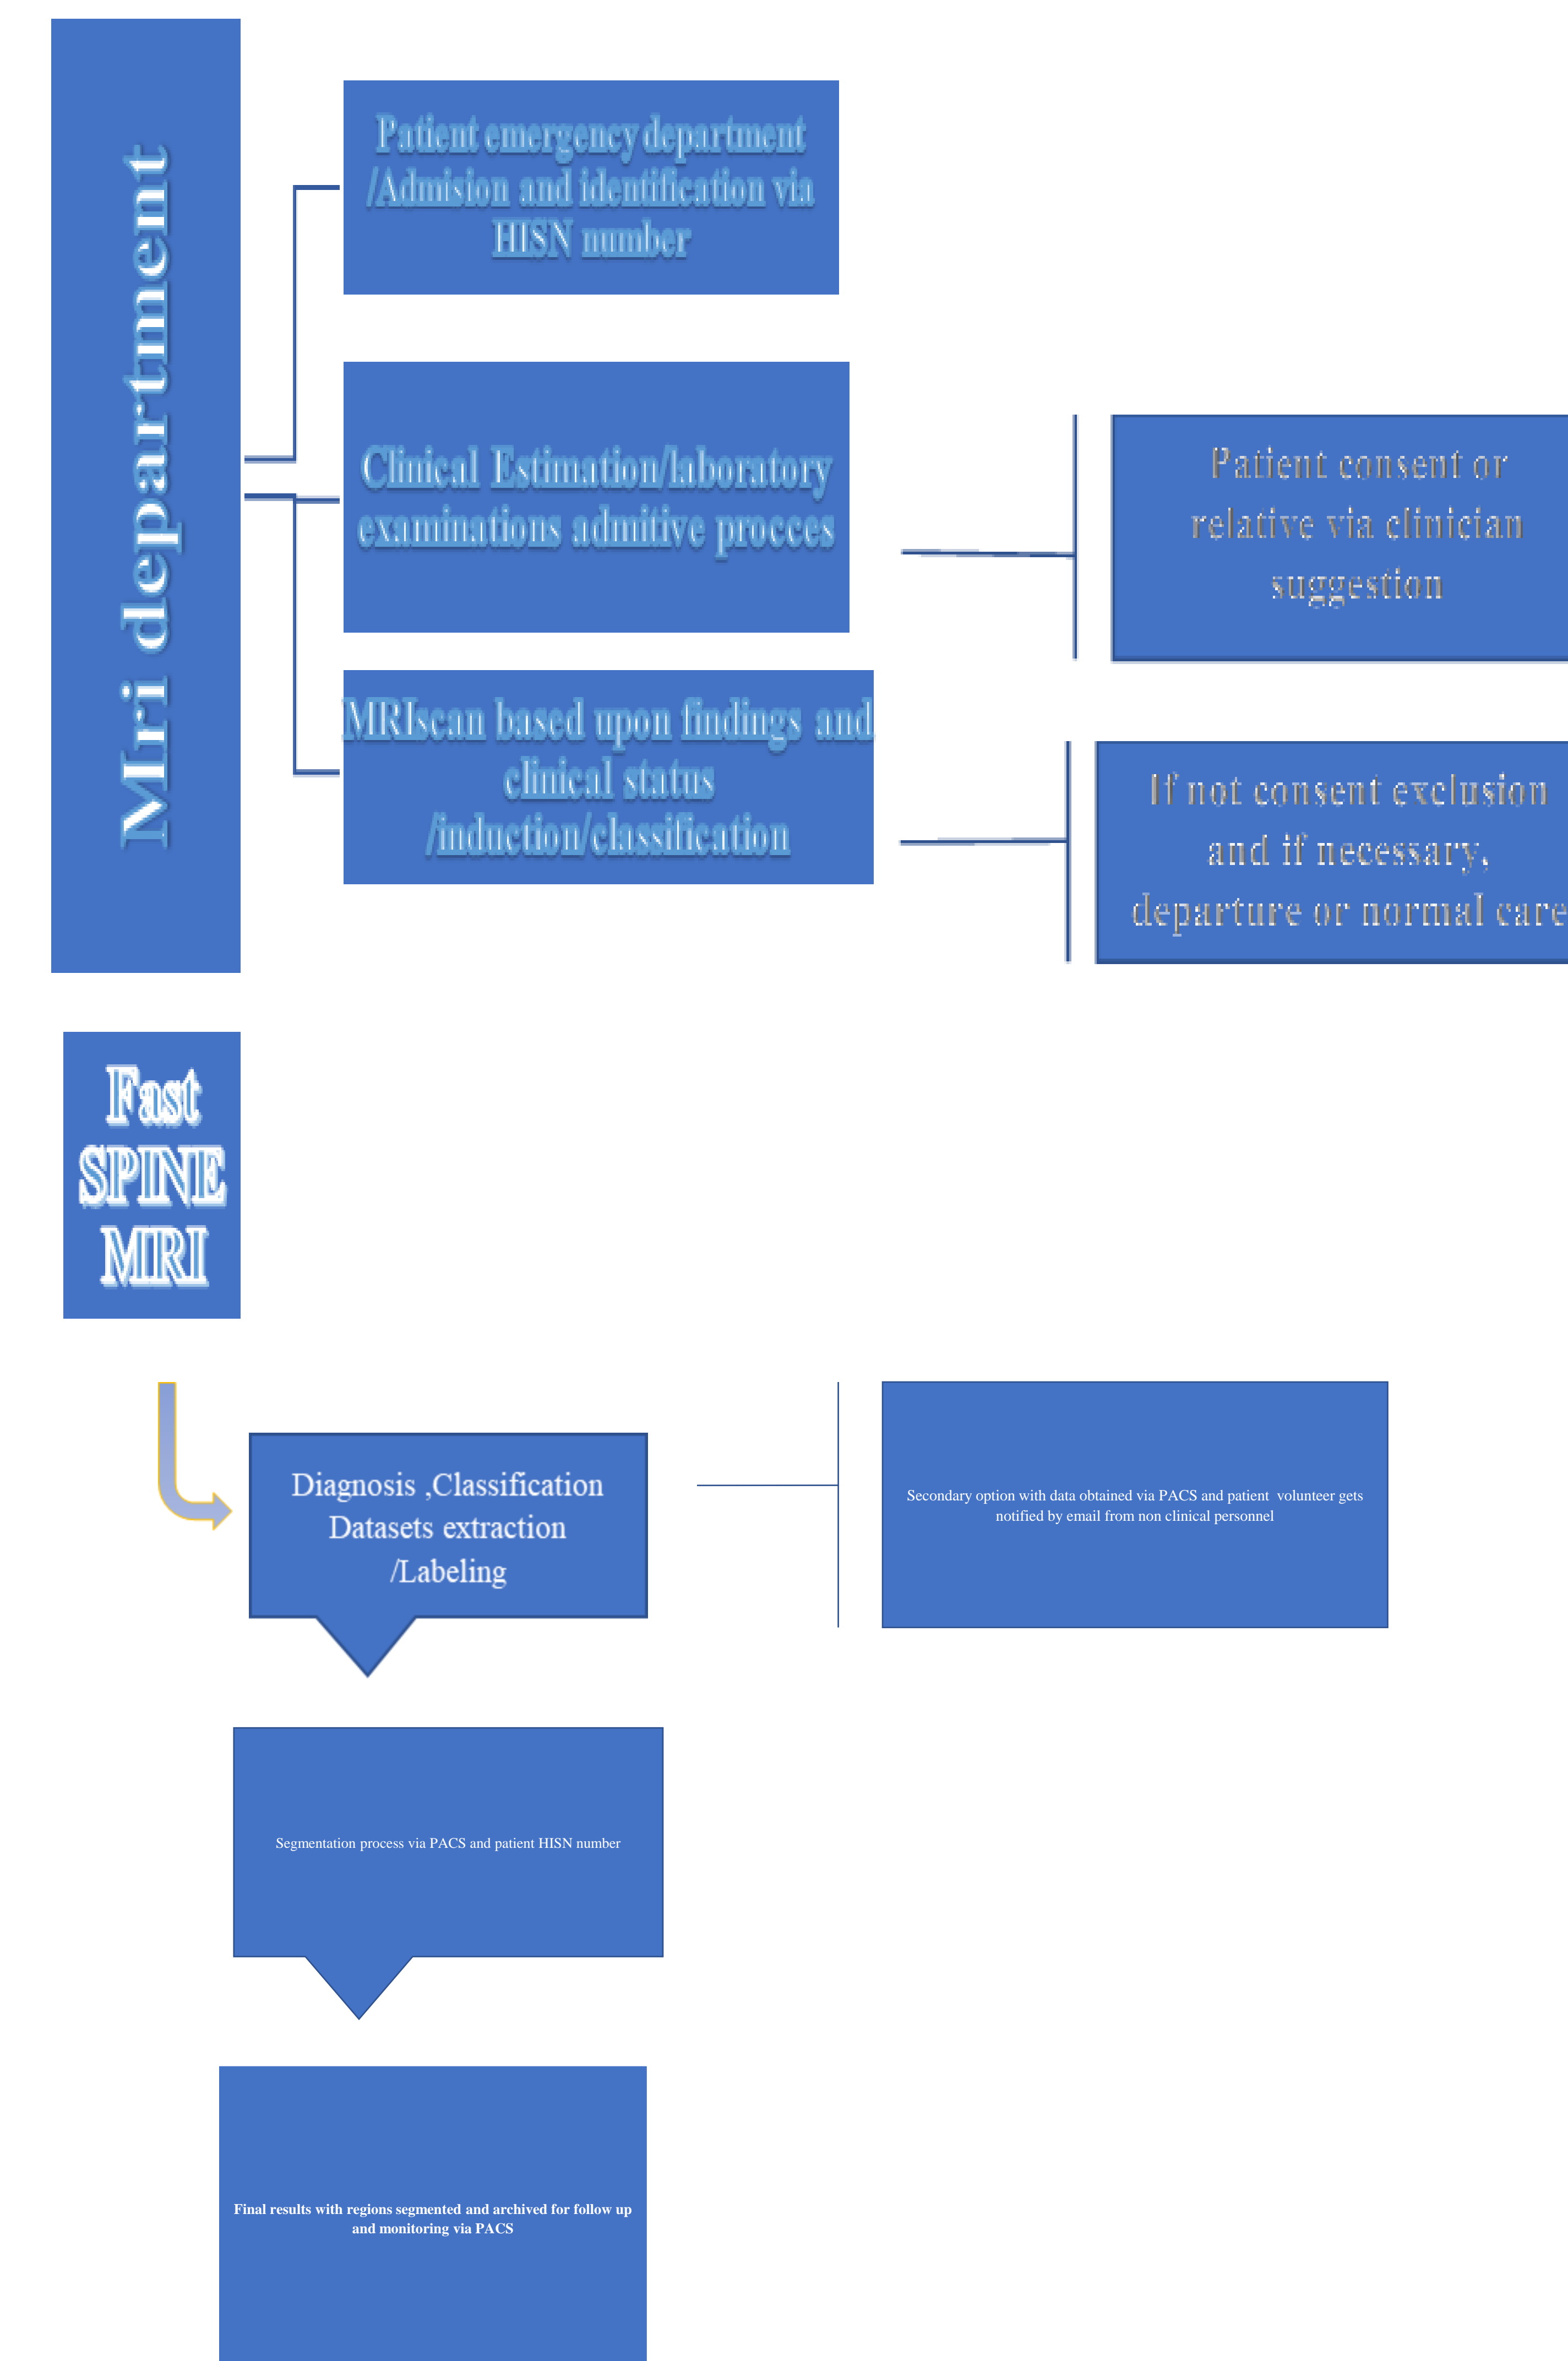 Mri department
Patient emergency department
/Admision and identification via
HISN number
Clinical Estimation/laboratory
examinations admitive procces
Patient consent or
relative via clinician
suggestion
MRIscan based upon findings and
clinical status
/induction/classification
If not consent exclusion
and if necessary,
departure or normal care
Fast
SPINE
MRI
Diagnosis ,Classification
Datasets extraction
/Labeling
Secondary option with data obtained via PACS and patient  volunteer gets
notified by email from non clinical personnel
Segmentation process via PACS and patient HISN number
Final results with regions segmented and archived for follow up
and monitoring via PACS